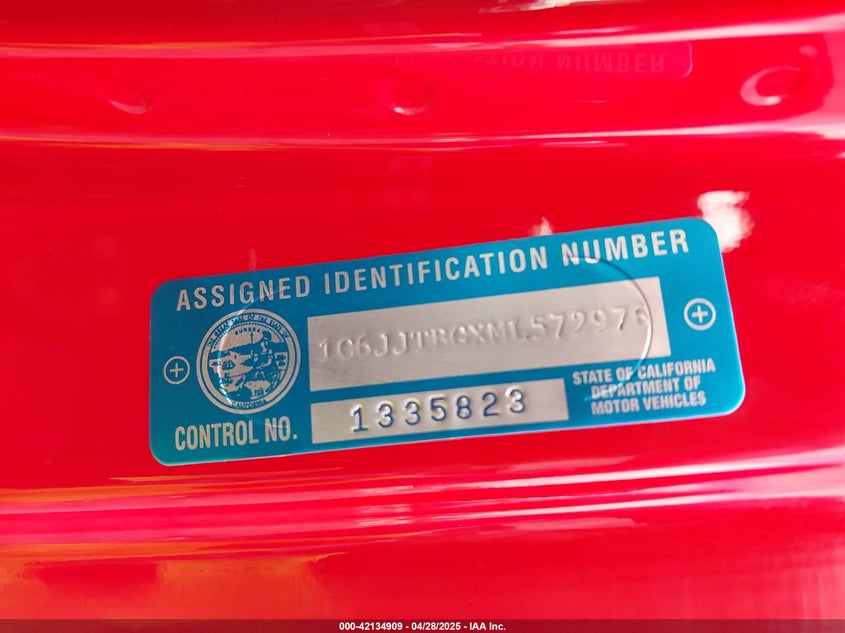 ASSIGNED IDENTIFICATION NUMBER
1C6JJTBGXML572976
STATE OF CALIFORNIA
DEPARTMENT OF
MOTOR VEHICLES
CONTROL NO. 1335823
000-42134909 - 04/28/2025 - IAA Inc.